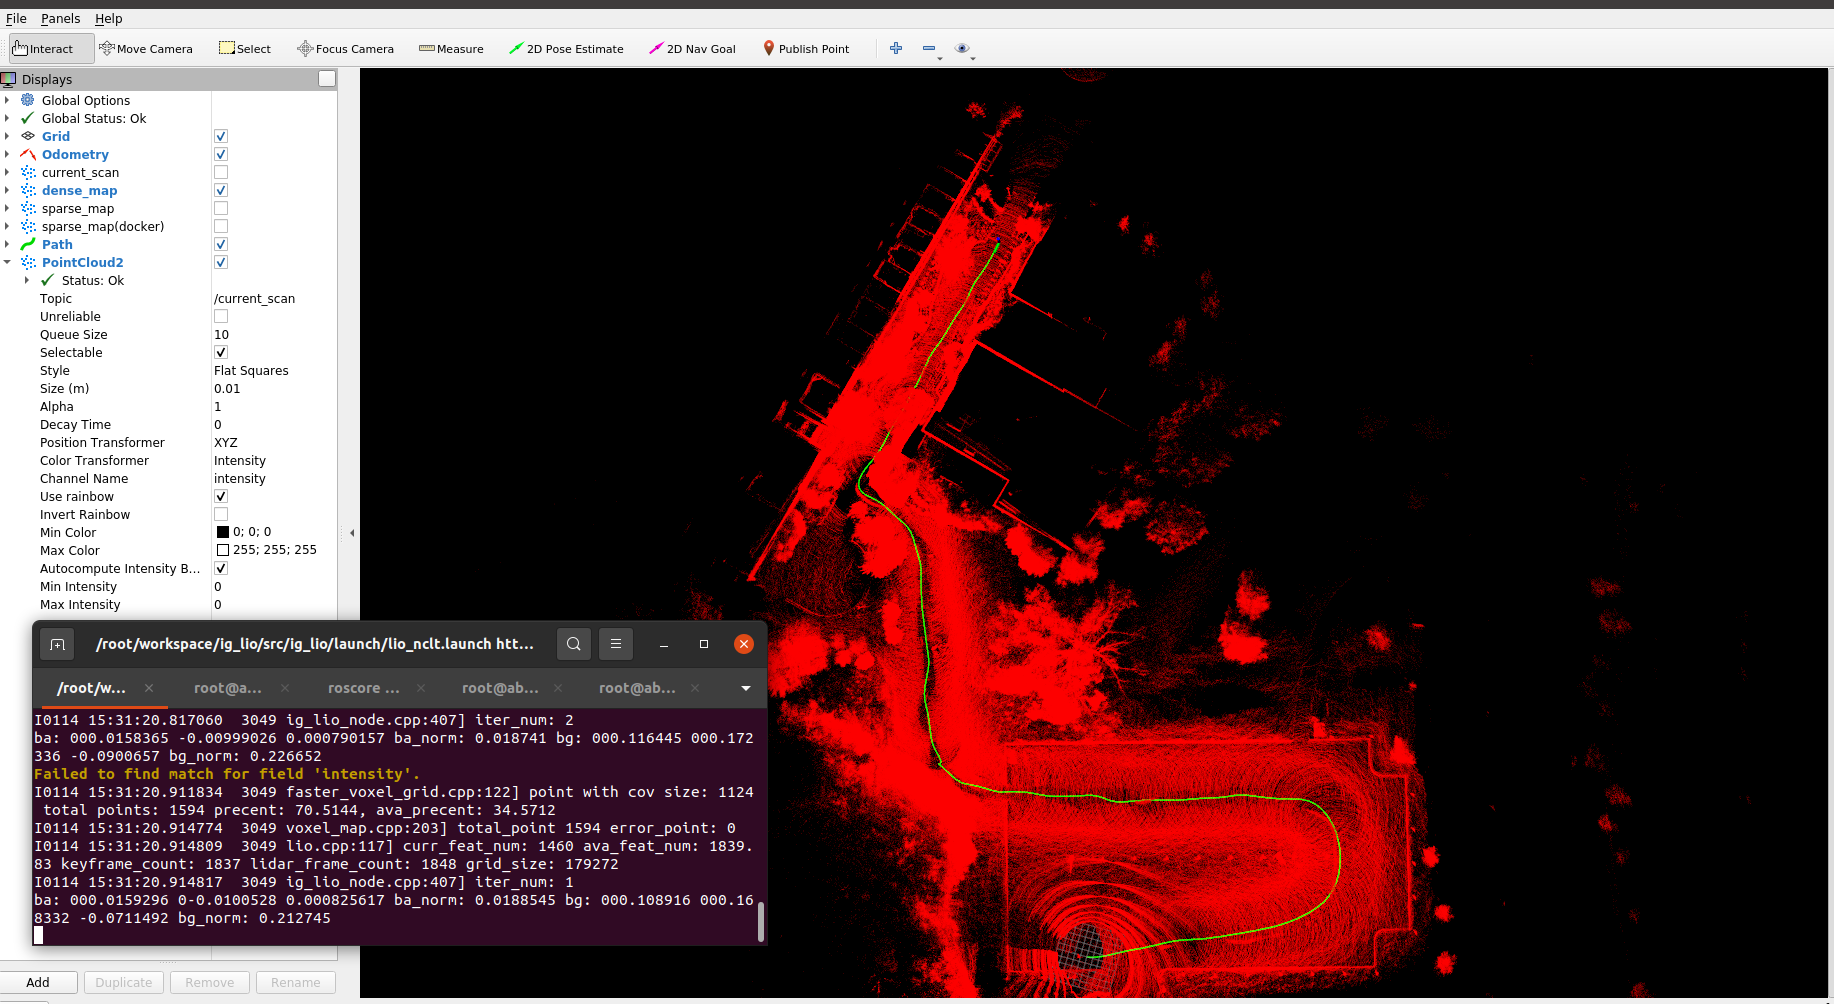 File Panels Help
Interact Move Camera Select Focus Camera Measure 2D Pose Estimate 2D Nav Goal Publish Point
Displays
Global Options
Global Status: Ok
Grid
Odometry
current_scan
dense_map
sparse_map
sparse_map(docker)
Path
PointCloud2
Status: Ok
Topic /current_scan
Unreliable
Queue Size 10
Selectable
Style Flat Squares
Size (m) 0.01
Alpha 1
Decay Time 0
Position Transformer XYZ
Color Transformer Intensity
Channel Name intensity
Use rainbow
Invert Rainbow
Min Color 0; 0; 0
Max Color 255; 255; 255
Autocompute Intensity B...
Min Intensity 0
Max Intensity 0
/root/workspace/ig_lio/src/ig_lio/launch/lio_nclt.launch htt...
/root/w... root@a... roscore ... root@ab... root@ab...
I0114 15:31:20.817060 3049 ig_lio_node.cpp:407] iter_num: 2
ba: 000.0158365 -0.00999026 0.000790157 ba_norm: 0.018741 bg: 000.116445 000.172
336 -0.0900657 bg_norm: 0.226652
Failed to find match for field 'intensity'.
I0114 15:31:20.911834 3049 faster_voxel_grid.cpp:122] point with cov size: 1124
total points: 1594 precent: 70.5144, ava_precent: 34.5712
I0114 15:31:20.914774 3049 voxel_map.cpp:203] total_point 1594 error_point: 0
I0114 15:31:20.914809 3049 lio.cpp:117] curr_feat_num: 1460 ava_feat_num: 1839.
83 keyframe_count: 1837 lidar_frame_count: 1848 grid_size: 179272
I0114 15:31:20.914817 3049 ig_lio_node.cpp:407] iter_num: 1
ba: 000.0159296 0-0.0100528 0.000825617 ba_norm: 0.0188545 bg: 000.108916 000.16
8332 -0.0711492 bg_norm: 0.212745
Add Duplicate Remove Rename